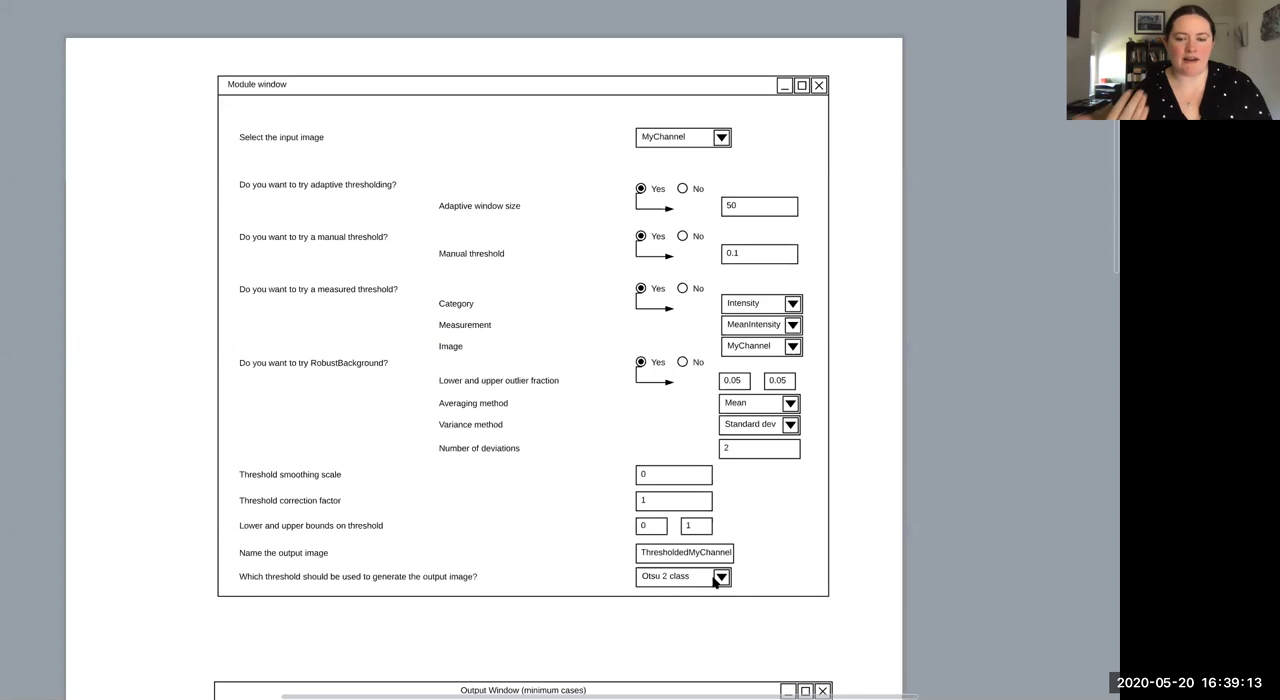 Module window
Select the input image MyChannel
Do you want to try adaptive thresholding? Yes No
Adaptive window size 50
Do you want to try a manual threshold? Yes No
Manual threshold 0.1
Do you want to try a measured threshold? Yes No
Category Intensity
Measurement MeanIntensity
Image MyChannel
Do you want to try RobustBackground? Yes No
Lower and upper outlier fraction 0.05 0.05
Averaging method Mean
Variance method Standard dev
Number of deviations 2
Threshold smoothing scale 0
Threshold correction factor 1
Lower and upper bounds on threshold 0 1
Name the output image ThresholdedMyChannel
Which threshold should be used to generate the output image? Otsu 2 class
Output Window (minimum cases)
2020-05-20 16:39:13